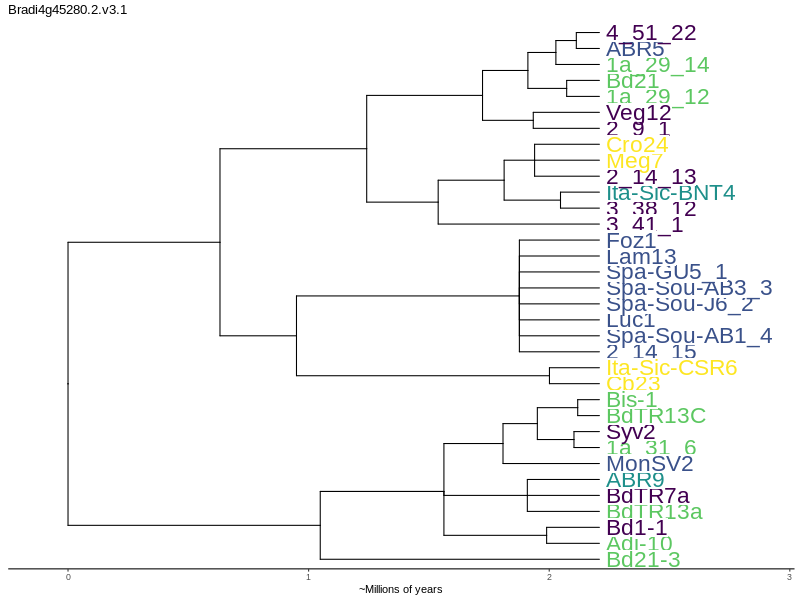 Bradi4g45280.2.v3.1
4_51_22
ABR5
1a_29_14
Bd21
1a_29_12
Veg12
2_9_1
Cro24
Meg7
2_14_13
Ita-Sic-BNT4
3_38_12
3_41_1
Foz1
Lam13
Spa-GU5_1
Spa-Sou-AB3_3
Spa-Sou-J6_2
Luc1
Spa-Sou-AB1_4
2_14_15
Ita-Sic-CSR6
Cb23
Bis-1
BdTR13C
Syv2
1a_31_6
MonSV2
ABR9
BdTR7a
BdTR13a
Bd1-1
Adi-10
Bd21-3
0 1 2 3
~Millions of years